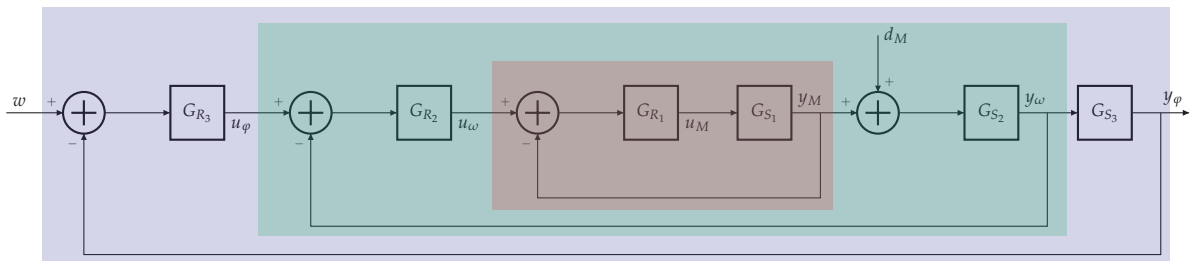 d_M
w + G_{R_3} u_φ + G_{R_2} u_ω + G_{R_1} u_M G_{S_1} y_M + + G_{S_2} y_ω G_{S_3} y_φ
− − −